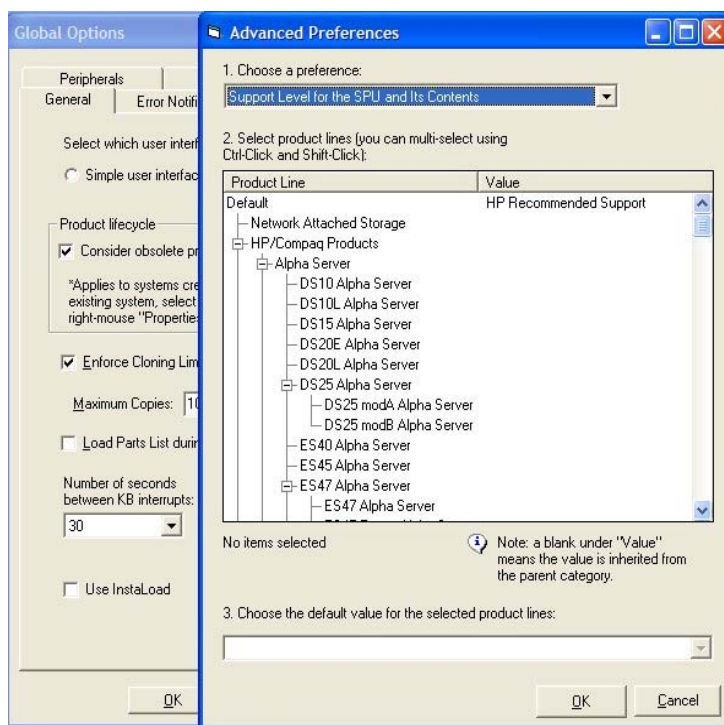 Global Options
Peripherals
General
Error Notifi
Select which user interf
Simple user interfac
Product lifecycle
Consider obsolete pr
*Applies to systems cre
existing system, select
right-mouse "Propertie
Enforce Cloning Lim
Maximum Copies:
Load Parts List durin
Number of seconds
between KB interrupts:
30
Use InstaLoad
OK
Advanced Preferences
1. Choose a preference:
Support Level for the SPU and Its Contents
2. Select product lines (you can multi-select using
Ctrl-Click and Shift-Click):
Product Line Value
Default HP Recommended Support
Network Attached Storage
HP/Compaq Products
Alpha Server
DS10 Alpha Server
DS10L Alpha Server
DS15 Alpha Server
DS20E Alpha Server
DS20L Alpha Server
DS25 Alpha Server
DS25 modA Alpha Server
DS25 modB Alpha Server
ES40 Alpha Server
ES45 Alpha Server
ES47 Alpha Server
ES47 Alpha Server
No items selected
Note: a blank under "Value"
means the value is inherited from
the parent category.
3. Choose the default value for the selected product lines:
OK Cancel